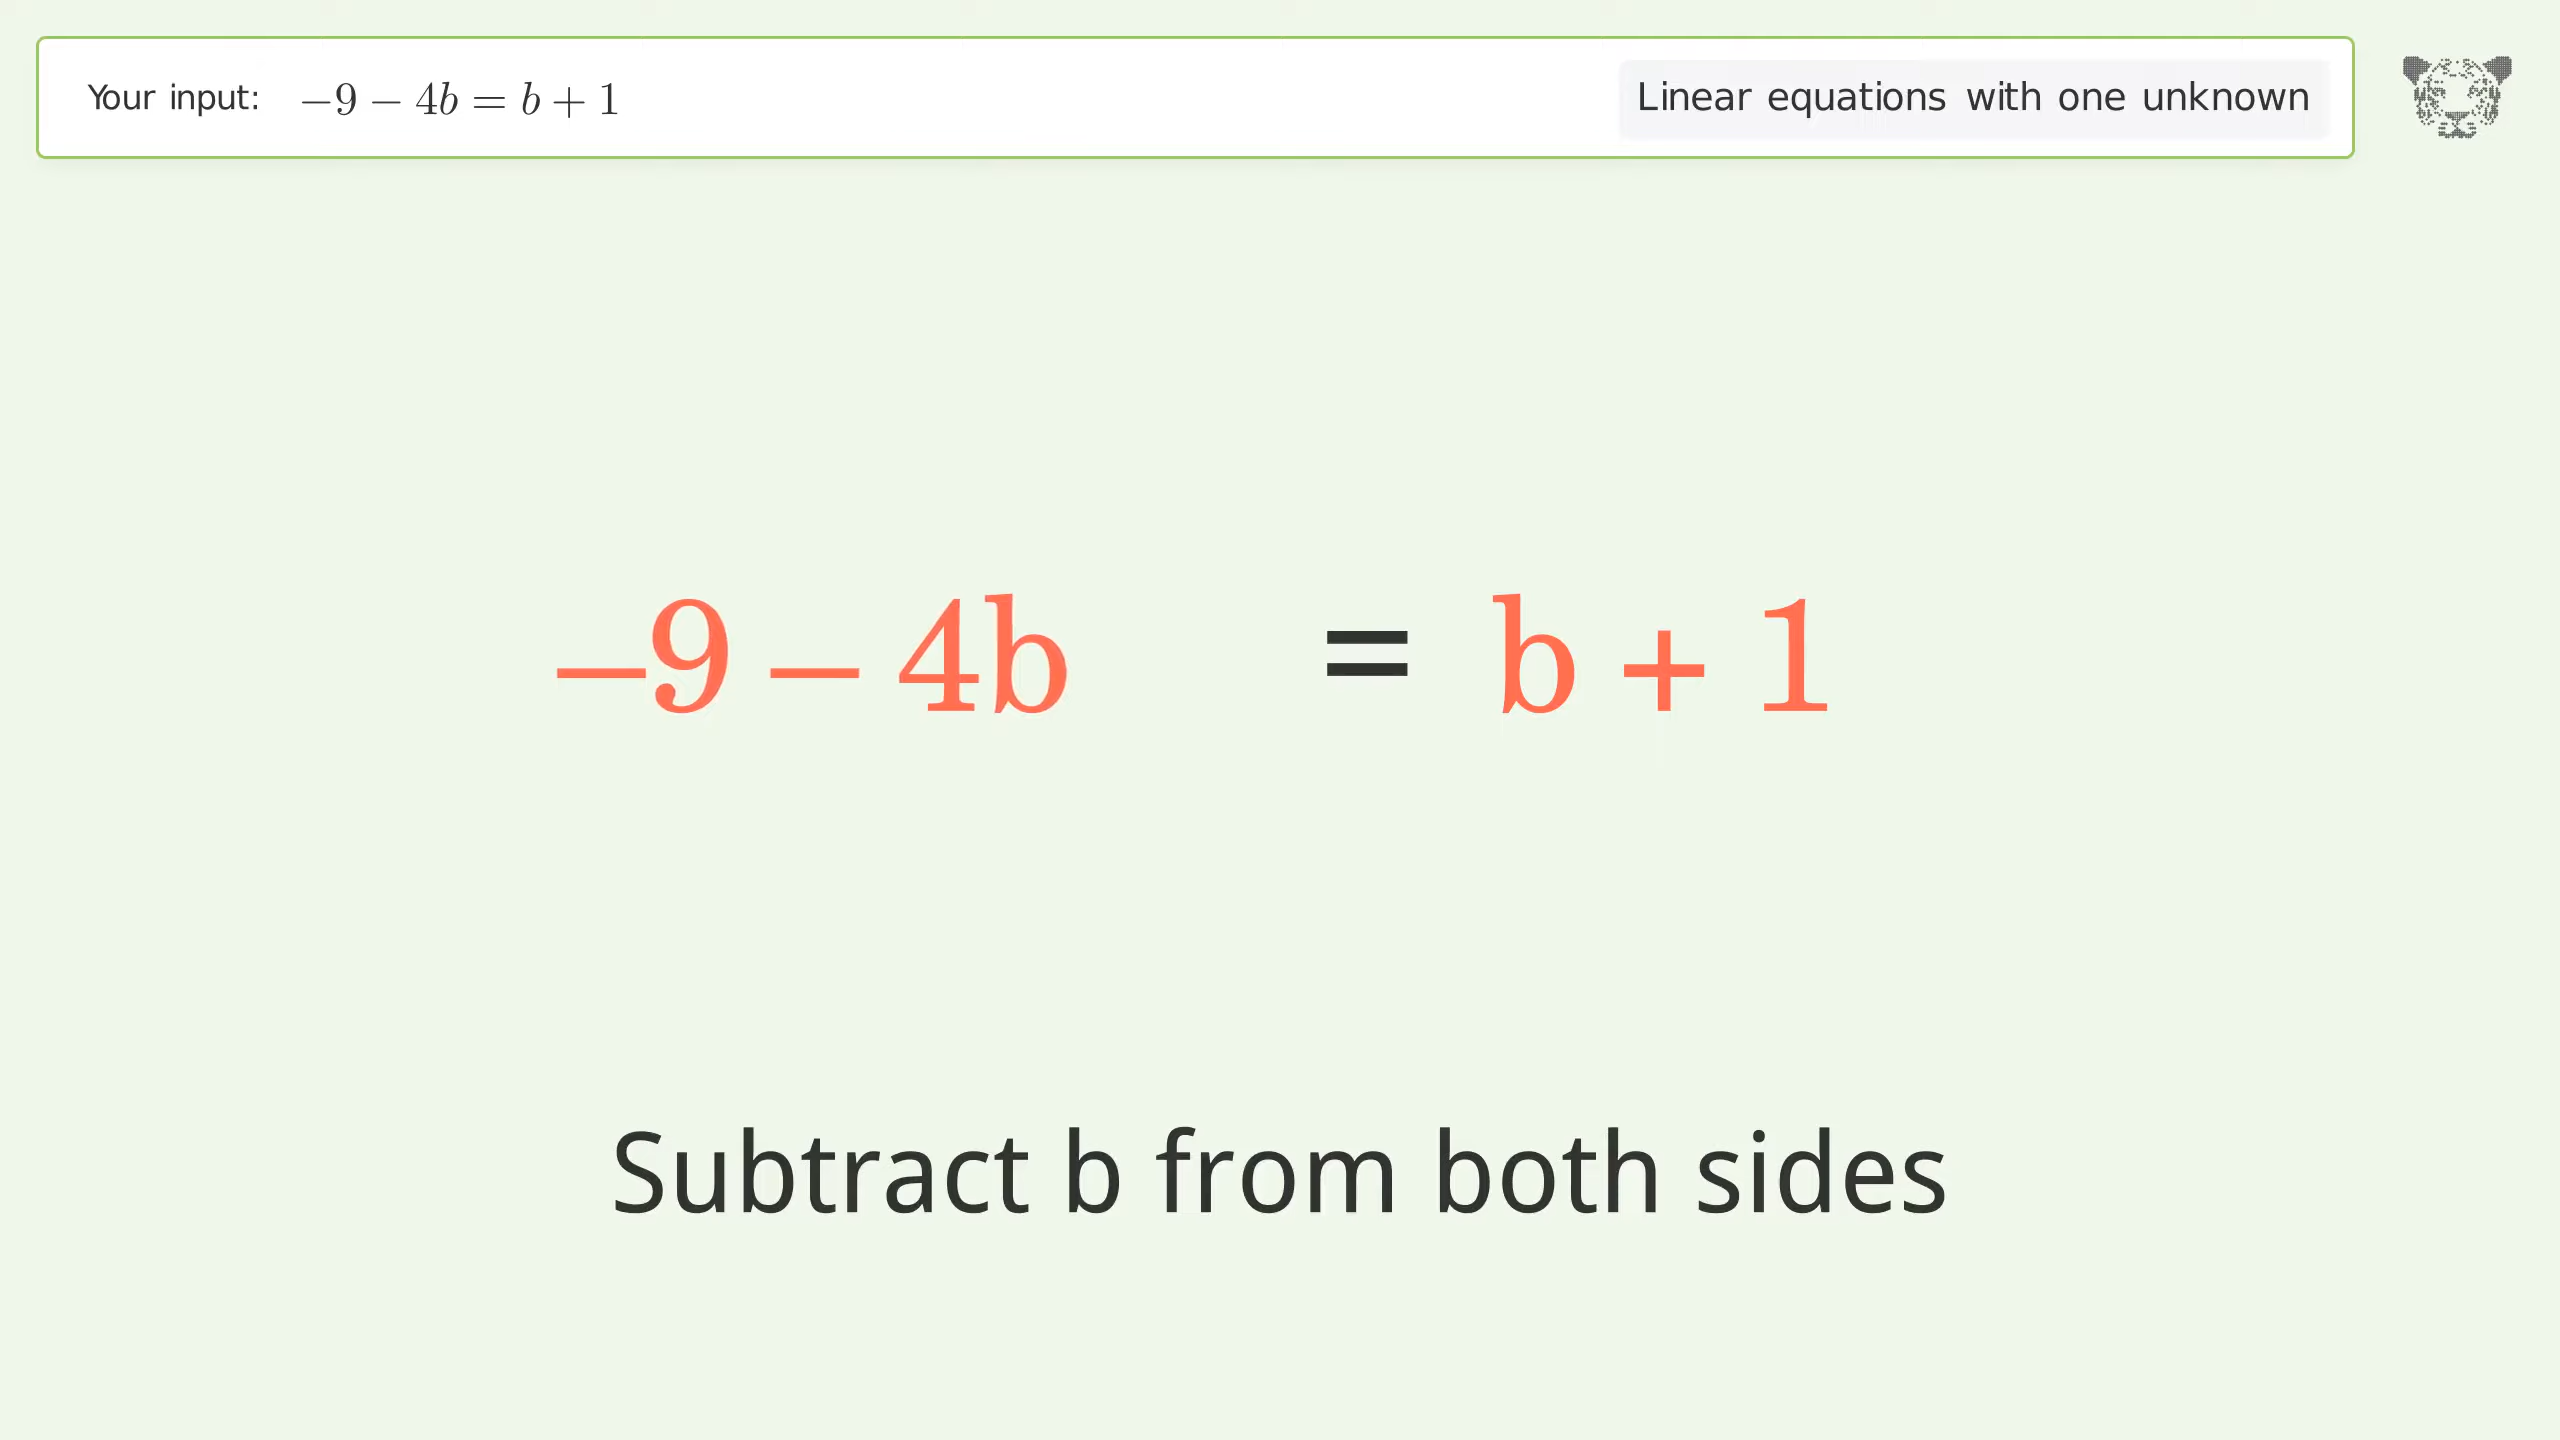 Your input: −9 − 4b = b + 1
Linear equations with one unknown
−9 − 4b = b + 1
Subtract b from both sides